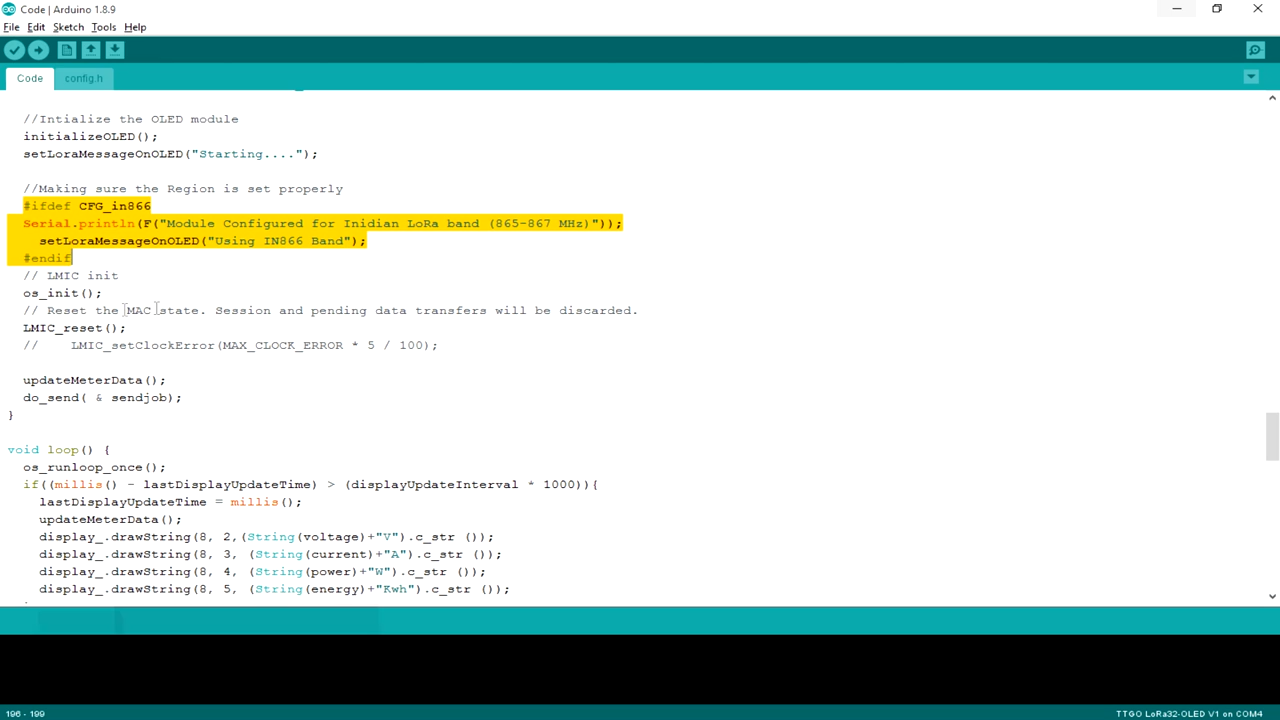 Code | Arduino 1.8.9
File Edit Sketch Tools Help
Code config.h
//Intialize the OLED module
initializeOLED();
setLoraMessageOnOLED("Starting....");
//Making sure the Region is set properly
#ifdef CFG_in866
Serial.println(F("Module Configured for Inidian LoRa band (865-867 MHz)"));
setLoraMessageOnOLED("Using IN866 Band");
#endif
// LMIC init
os_init();
// Reset the MAC state. Session and pending data transfers will be discarded.
LMIC_reset();
//    LMIC_setClockError(MAX_CLOCK_ERROR * 5 / 100);
updateMeterData();
do_send( & sendjob);
}
void loop() {
os_runloop_once();
if((millis() - lastDisplayUpdateTime) > (displayUpdateInterval * 1000)){
lastDisplayUpdateTime = millis();
updateMeterData();
display_.drawString(8, 2,(String(voltage)+"V").c_str ());
display_.drawString(8, 3, (String(current)+"A").c_str ());
display_.drawString(8, 4, (String(power)+"W").c_str ());
display_.drawString(8, 5, (String(energy)+"Kwh").c_str ());
196 - 199
TTGO LoRa32-OLED V1 on COM4